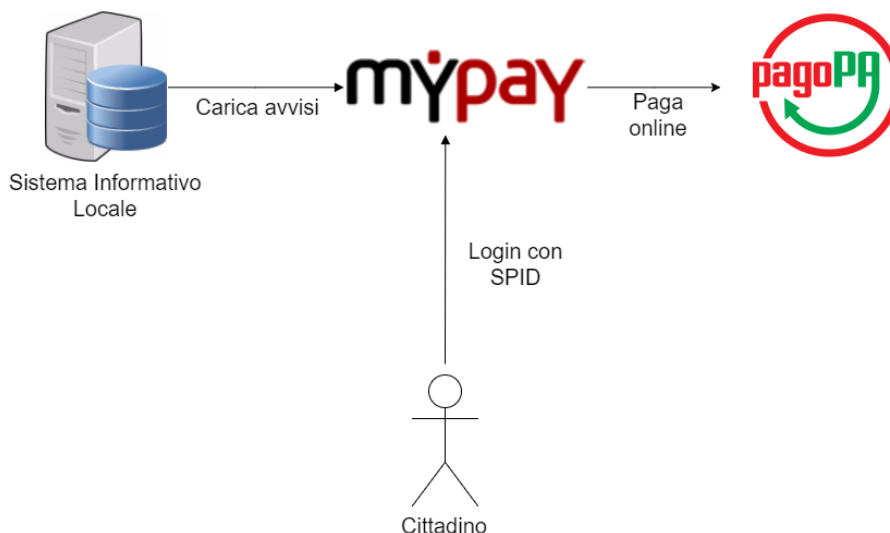 mypay
pagoPA
Carica avvisi
Paga
online
Sistema Informativo
Locale
Login con
SPID
Cittadino